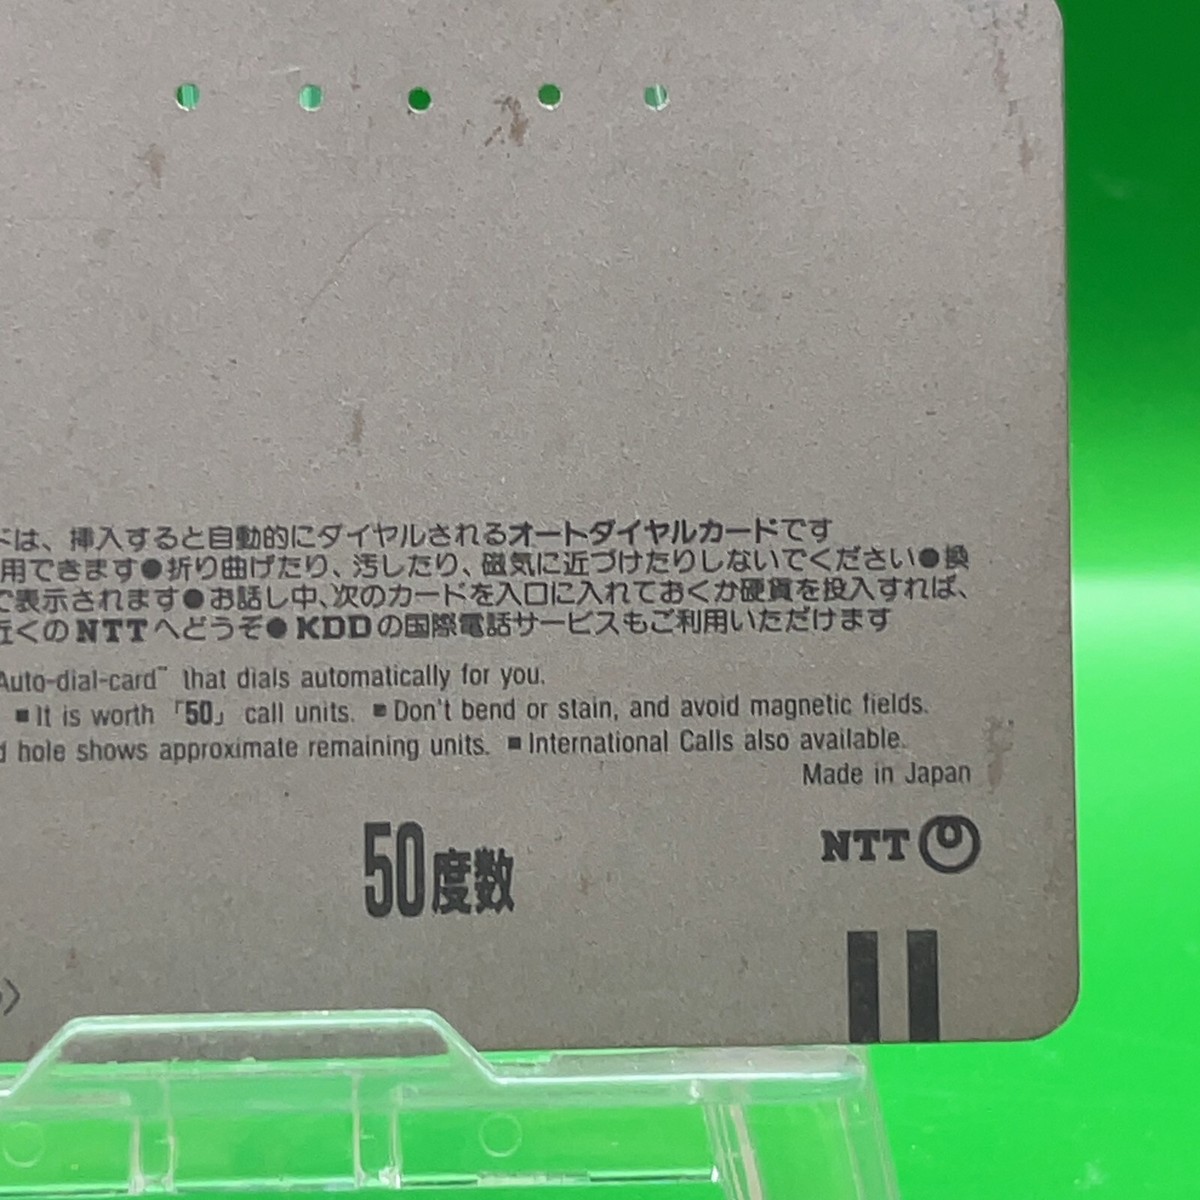 ドは、挿入すると自動的にダイヤルされるオートダイヤルカードです
用できます●折り曲げたり、汚したり、磁気に近づけたりしないでください●換
で表示されます●お話し中、次のカードを入口に入れておくか硬貨を投入すれば、
近くのNTTへどうぞ●KDDの国際電話サービスもご利用いただけます
Auto-dial-card™ that dials automatically for you.
■It is worth 「50」 call units. ■Don't bend or stain, and avoid magnetic fields.
hole shows approximate remaining units. ■International Calls also available.
Made in Japan
50度数
NTT